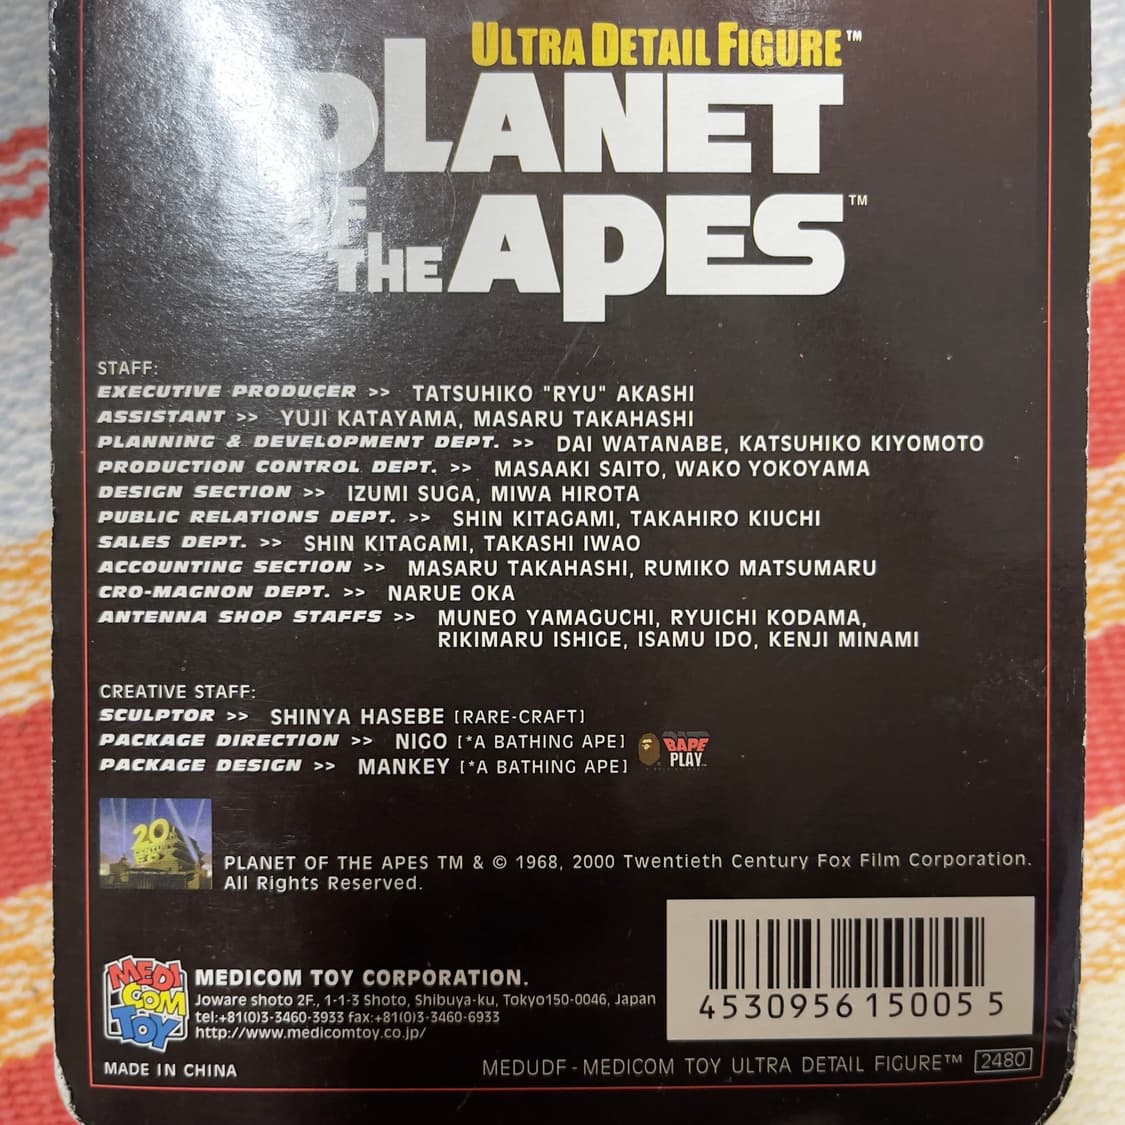 ULTRA DETAIL FIGURE™
PLANET
OF
THE APES™
STAFF:
EXECUTIVE PRODUCER >> TATSUHIKO "RYU" AKASHI
ASSISTANT >> YUJI KATAYAMA, MASARU TAKAHASHI
PLANNING & DEVELOPMENT DEPT. >> DAI WATANABE, KATSUHIKO KIYOMOTO
PRODUCTION CONTROL DEPT. >> MASAAKI SAITO, WAKO YOKOYAMA
DESIGN SECTION >> IZUMI SUGA, MIWA HIROTA
PUBLIC RELATIONS DEPT. >> SHIN KITAGAMI, TAKAHIRO KIUCHI
SALES DEPT. >> SHIN KITAGAMI, TAKASHI IWAO
ACCOUNTING SECTION >> MASARU TAKAHASHI, RUMIKO MATSUMARU
CRO-MAGNON DEPT. >> NARUE OKA
ANTENNA SHOP STAFFS >> MUNEO YAMAGUCHI, RYUICHI KODAMA,
RIKIMARU ISHIGE, ISAMU IDO, KENJI MINAMI
CREATIVE STAFF:
SCULPTOR >> SHINYA HASEBE [RARE-CRAFT]
PACKAGE DIRECTION >> NIGO [*A BATHING APE] BAPE
PLAY
PACKAGE DESIGN >> MANKEY [*A BATHING APE]
20th
CENTURY
FOX
PLANET OF THE APES TM & © 1968, 2000 Twentieth Century Fox Film Corporation.
All Rights Reserved.
MEDI
COM
TOY
MEDICOM TOY CORPORATION.
Joware shoto 2F., 1-1-3 Shoto, Shibuya-ku, Tokyo150-0046, Japan
tel:+81(0)3-3460-3933 fax:+81(0)3-3460-6933
http://www.medicomtoy.co.jp/
4530956150055
MADE IN CHINA
MEDUDF-MEDICOM TOY ULTRA DETAIL FIGURE™ 2480